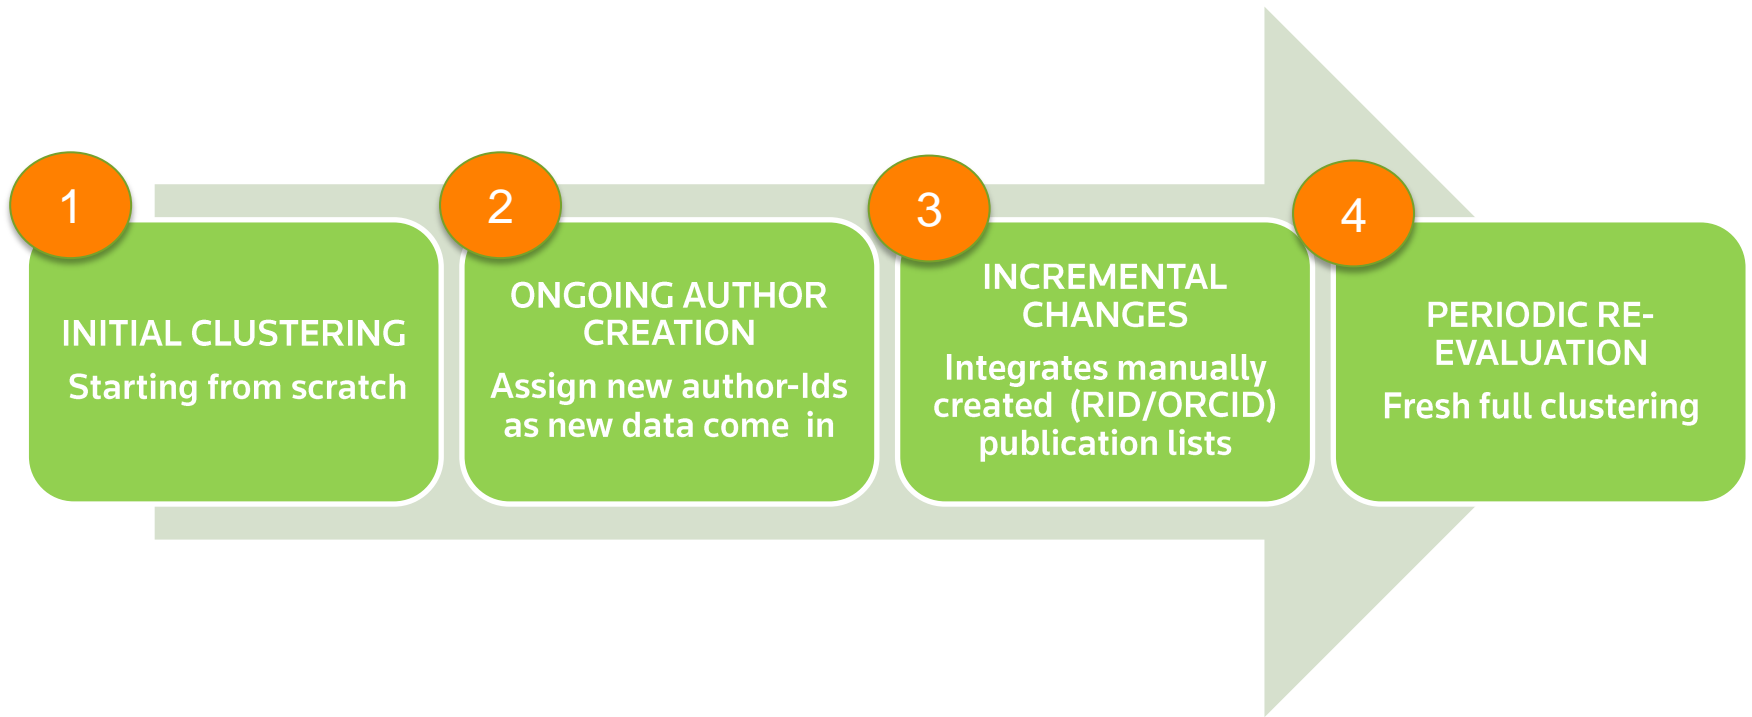 1
INITIAL CLUSTERING
Starting from scratch
2
ONGOING AUTHOR
CREATION
Assign new author-Ids
as new data come  in
3
INCREMENTAL
CHANGES
Integrates manually
created  (RID/ORCID)
publication lists
4
PERIODIC RE-
EVALUATION
Fresh full clustering